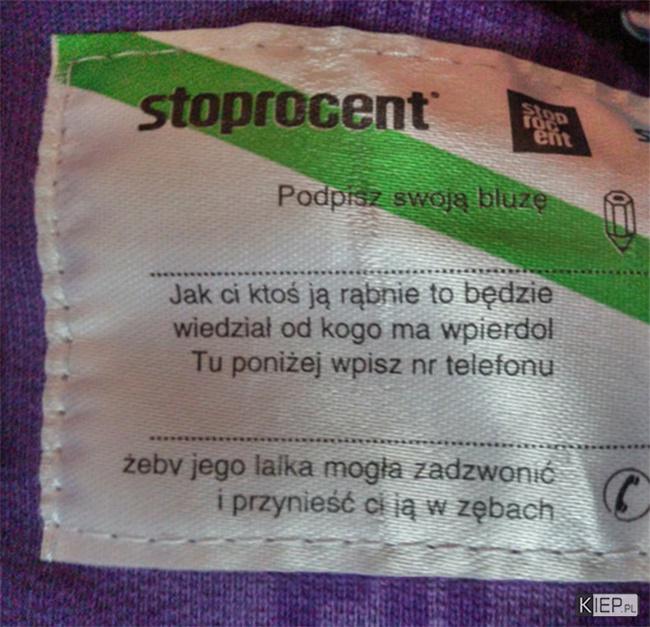 stoprocent
Stop
roc
ent
Podpisz swoją bluzę
Jak ci ktoś ją rąbnie to będzie
wiedział od kogo ma wpierdol
Tu poniżej wpisz nr telefonu
żeby jego lalka mogła zadzwonić
i przynieść ci ją w zębach
KIEP.PL